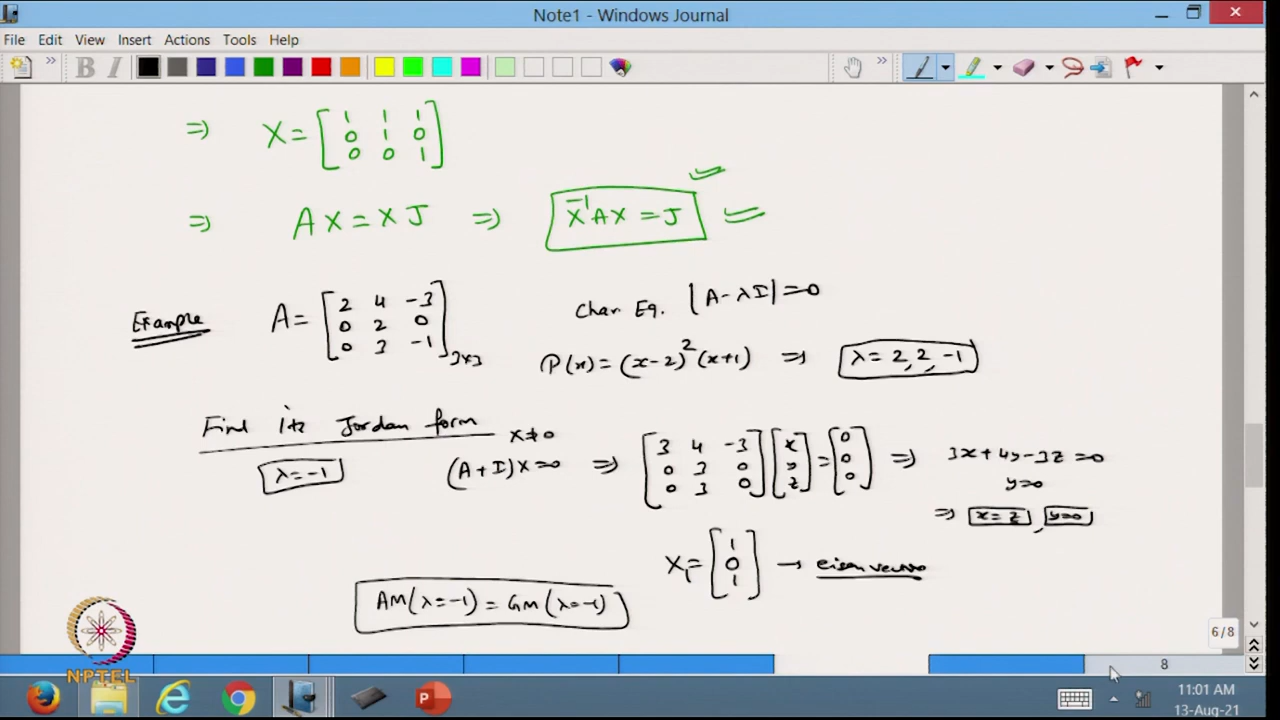 Note1 - Windows Journal
File Edit View Insert Actions Tools Help
⇒ X = [1 1 1
0 1 0
0 0 1]
⇒ AX = XJ ⇒ X⁻¹AX = J
Example A = [2 4 -3
0 2 0
0 3 -1]3x3
Char Eq. |A-λI| = 0
P(x) = (x-2)²(x+1) ⇒ λ = 2, 2, -1
Find its Jordan form
λ = -1 (A+I)X = 0 X≠0 ⇒ [3 4 -3
0 3 0
0 3 0] [x
y
z] = [0
0
0] ⇒ 3x+4y-3z = 0
y=0
⇒ x=z, y=0
X₁ = [1
0
1] → eigen vector
AM(λ=-1) = GM(λ=-1)
6/8
8
NPTEL
11:01 AM
13-Aug-21